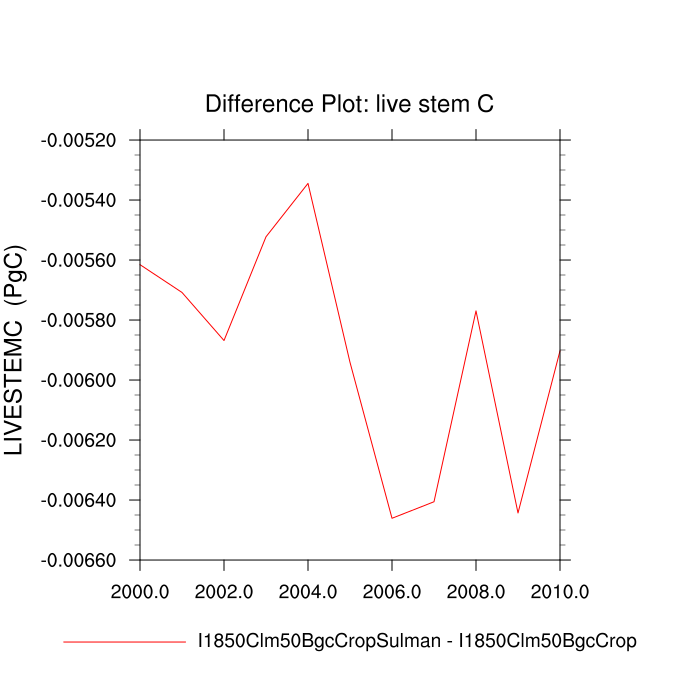 Difference Plot: live stem C
-0.00520
-0.00540
-0.00560
-0.00580
-0.00600
-0.00620
-0.00640
-0.00660
LIVESTEMC (PgC)
2000.0 2002.0 2004.0 2006.0 2008.0 2010.0
I1850Clm50BgcCropSulman - I1850Clm50BgcCrop